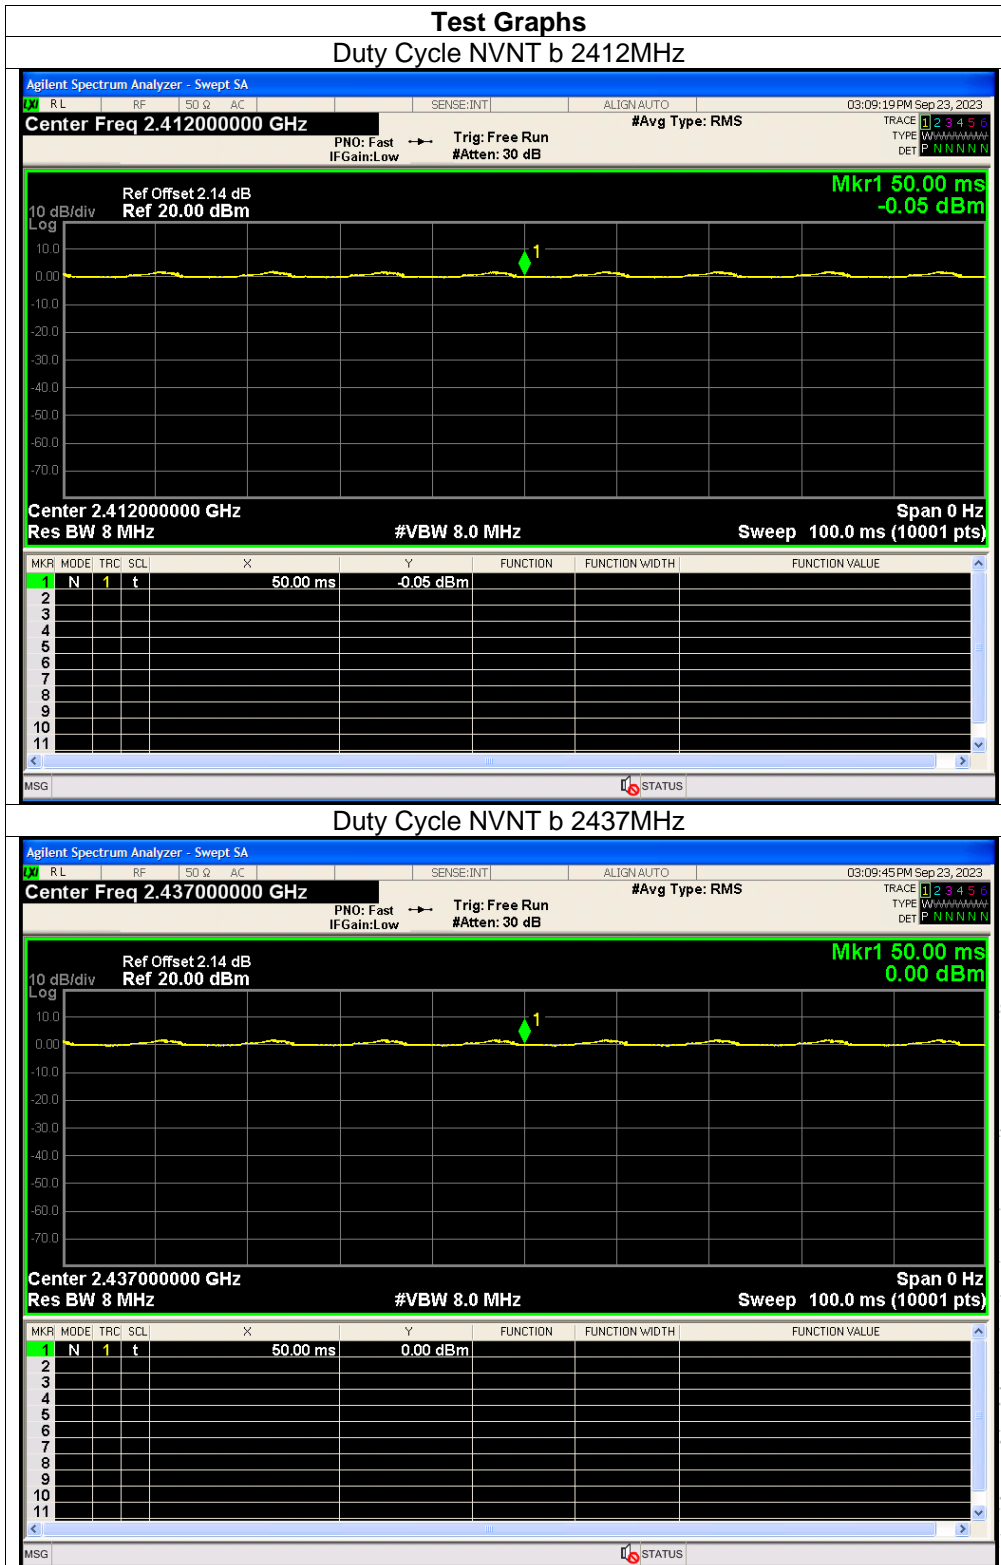 Test Graphs
Duty Cycle NVNT b 2412MHz
Agilent Spectrum Analyzer - Swept SA
LXI RL RF 50 Ω AC SENSE:INT ALIGN AUTO 03:09:19 PM Sep 23, 2023
Center Freq 2.412000000 GHz #Avg Type: RMS TRACE 1 2 3 4 5 6
PNO: Fast Trig: Free Run TYPE WWWWWW
IFGain:Low #Atten: 30 dB DET P N N N N N
Mkr1 50.00 ms
Ref Offset 2.14 dB
10 dB/div Ref 20.00 dBm -0.05 dBm
Log
10.0
1
0.00
-10.0
-20.0
-30.0
-40.0
-50.0
-60.0
-70.0
Center 2.412000000 GHz Span 0 Hz
Res BW 8 MHz #VBW 8.0 MHz Sweep 100.0 ms (10001 pts)
MKR MODE TRC SCL X Y FUNCTION FUNCTION WIDTH FUNCTION VALUE
1 N 1 t 50.00 ms -0.05 dBm
2
3
4
5
6
7
8
9
10
11
MSG STATUS
Duty Cycle NVNT b 2437MHz
Agilent Spectrum Analyzer - Swept SA
LXI RL RF 50 Ω AC SENSE:INT ALIGN AUTO 03:09:45 PM Sep 23, 2023
Center Freq 2.437000000 GHz #Avg Type: RMS TRACE 1 2 3 4 5 6
PNO: Fast Trig: Free Run TYPE WWWWWW
IFGain:Low #Atten: 30 dB DET P N N N N N
Mkr1 50.00 ms
Ref Offset 2.14 dB
10 dB/div Ref 20.00 dBm 0.00 dBm
Log
10.0
1
0.00
-10.0
-20.0
-30.0
-40.0
-50.0
-60.0
-70.0
Center 2.437000000 GHz Span 0 Hz
Res BW 8 MHz #VBW 8.0 MHz Sweep 100.0 ms (10001 pts)
MKR MODE TRC SCL X Y FUNCTION FUNCTION WIDTH FUNCTION VALUE
1 N 1 t 50.00 ms 0.00 dBm
2
3
4
5
6
7
8
9
10
11
MSG STATUS